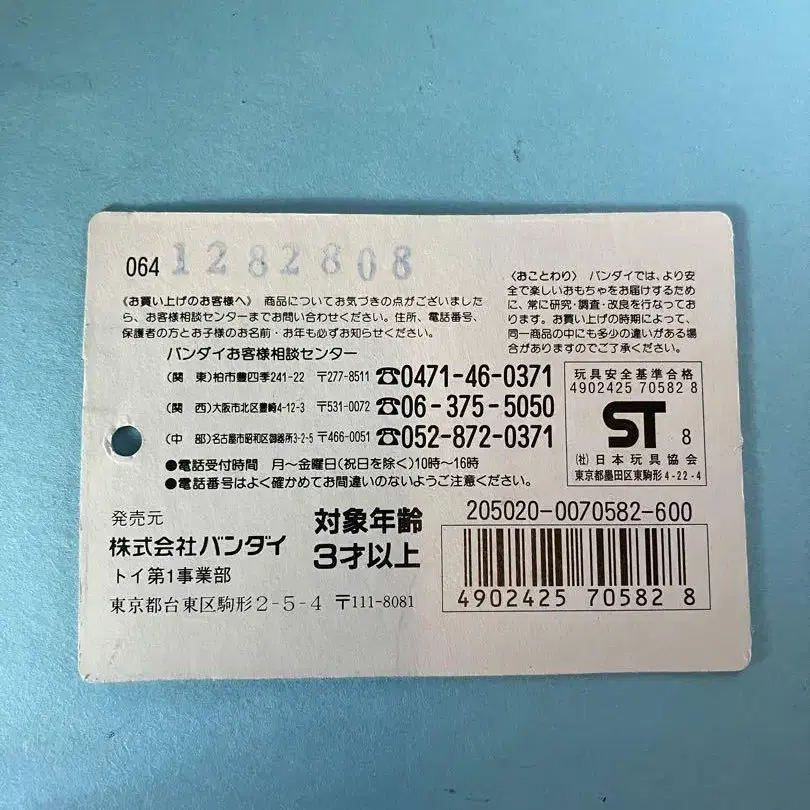 064 1282808
《お買い上げのお客様へ》 商品についてお気づきの点がございました
ら、お客様相談センターまでお問い合わせください。住所、電話番号、
保護者の方とお子様のお名前・お年も必ずお知らせください。
〈おことわり〉 バンダイでは、より安
全で楽しいおもちゃをお届けするため
に、常に研究・調査・改良を行なってお
ります。お買い上げの時期によって、
同一商品の中にも多少の違いがある場
合がありますのでご了承ください。
バンダイお客様相談センター
(関 東)柏市豊四季241-22 〒277-8511 ☎0471-46-0371
(関 西)大阪市北区豊崎4-12-3 〒531-0072 ☎06-375-5050
(中 部)名古屋市昭和区御器所3-2-5 〒466-0051 ☎052-872-0371
●電話受付時間 月〜金曜日(祝日を除く)10時〜16時
●電話番号はよく確かめてお間違いのないようご注意ください。
玩具安全基準合格
4902425 70582 8
ST 8
(社)日本玩具協会
東京都墨田区東駒形4-22-4
発売元
株式会社バンダイ
トイ第1事業部
東京都台東区駒形2-5-4 〒111-8081
対象年齢
3才以上
205020-0070582-600
4902425 70582 8